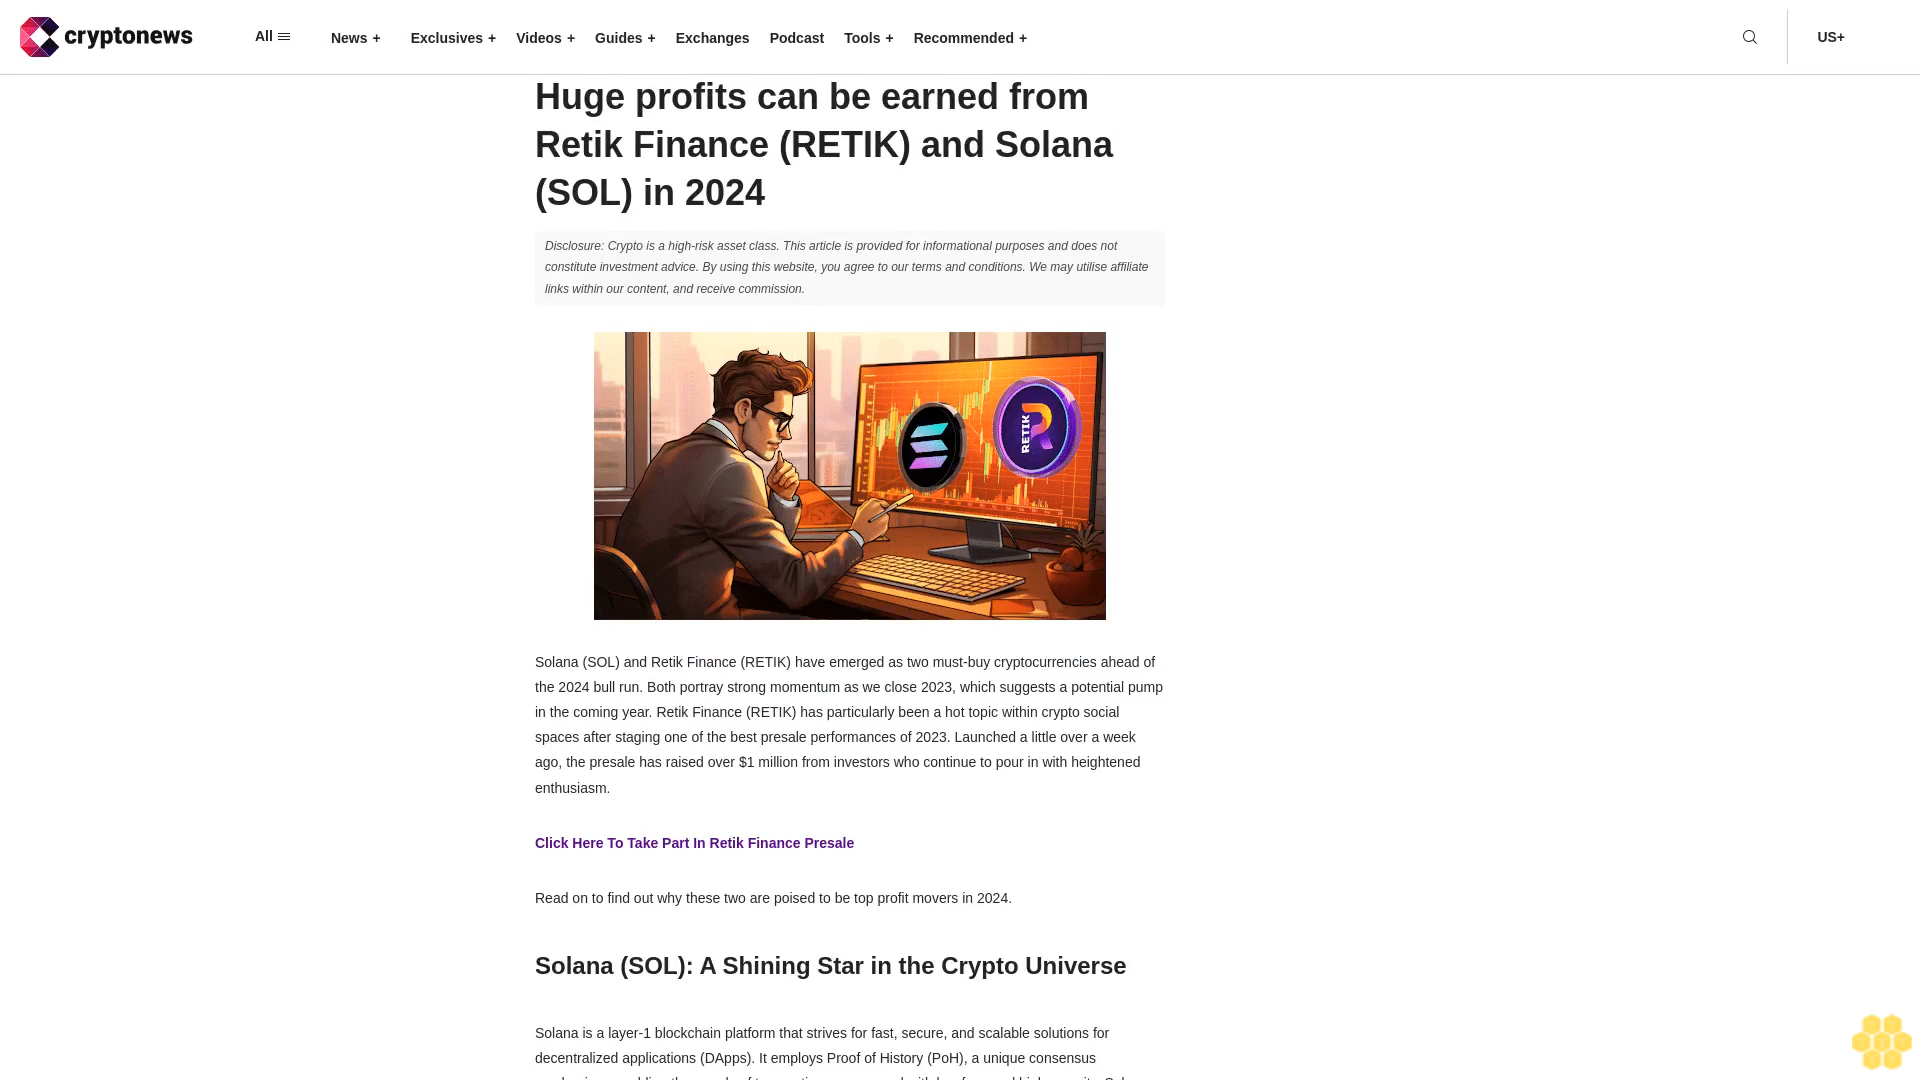 cryptonews
All
News +
Exclusives +
Videos +
Guides +
Exchanges
Podcast
Tools +
Recommended +
US+
Huge profits can be earned from
Retik Finance (RETIK) and Solana
(SOL) in 2024
Disclosure: Crypto is a high-risk asset class. This article is provided for informational purposes and does not
constitute investment advice. By using this website, you agree to our terms and conditions. We may utilise affiliate
links within our content, and receive commission.
RETIK
Solana (SOL) and Retik Finance (RETIK) have emerged as two must-buy cryptocurrencies ahead of
the 2024 bull run. Both portray strong momentum as we close 2023, which suggests a potential pump
in the coming year. Retik Finance (RETIK) has particularly been a hot topic within crypto social
spaces after staging one of the best presale performances of 2023. Launched a little over a week
ago, the presale has raised over $1 million from investors who continue to pour in with heightened
enthusiasm.
Click Here To Take Part In Retik Finance Presale
Read on to find out why these two are poised to be top profit movers in 2024.
Solana (SOL): A Shining Star in the Crypto Universe
Solana is a layer-1 blockchain platform that strives for fast, secure, and scalable solutions for
decentralized applications (DApps). It employs Proof of History (PoH), a unique consensus